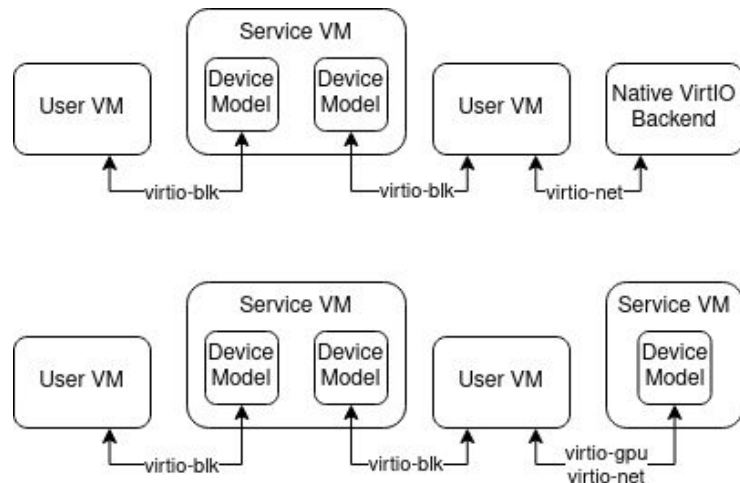 Service VM
User VM
Device
Model
Device
Model
User VM
Native VirtIO
Backend
virtio-blk
virtio-blk
virtio-net
Service VM
Service VM
User VM
Device
Model
Device
Model
User VM
Device
Model
virtio-blk
virtio-blk
virtio-gpu
virtio-net